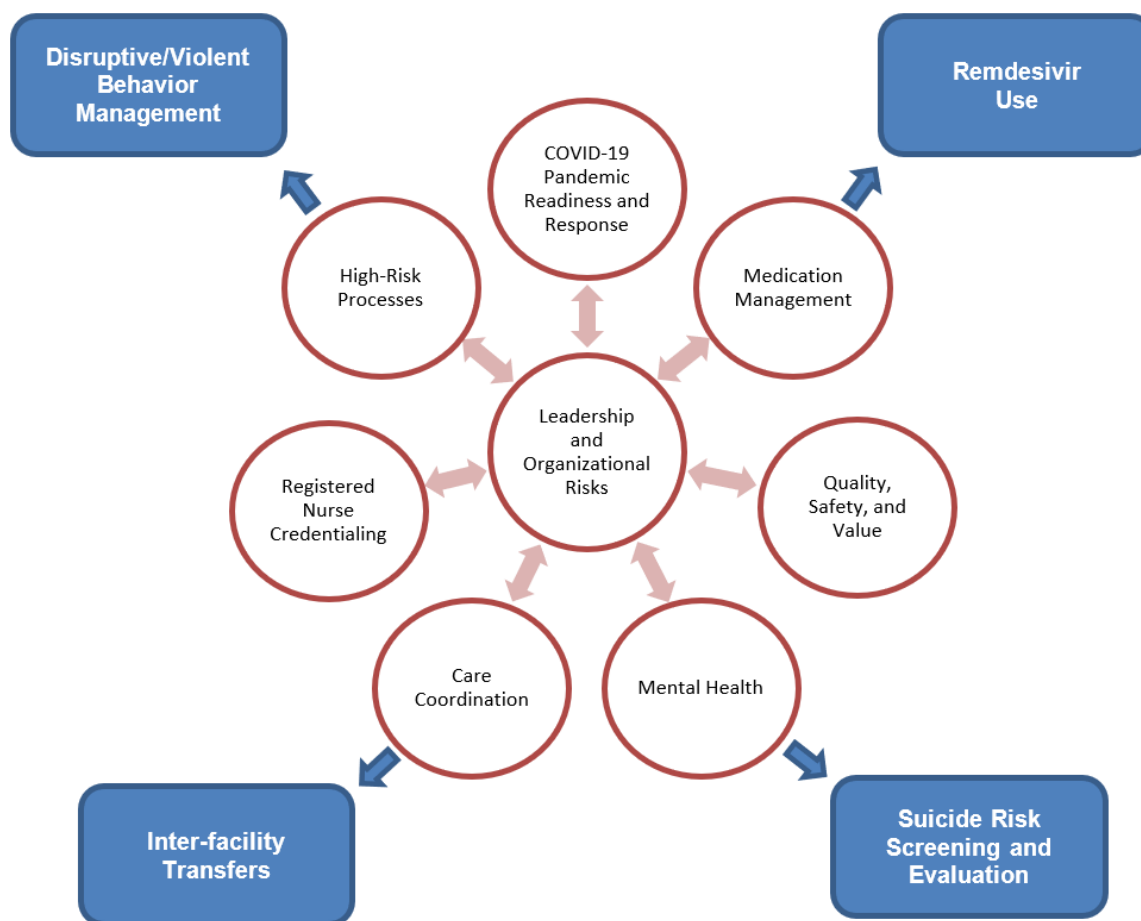 Disruptive/Violent
Behavior
Management
Remdesivir
Use
COVID-19
Pandemic
Readiness and
Response
High-Risk
Processes
Medication
Management
Leadership
and
Organizational
Risks
Registered
Nurse
Credentialing
Quality,
Safety, and
Value
Care
Coordination
Mental Health
Inter-facility
Transfers
Suicide Risk
Screening and
Evaluation